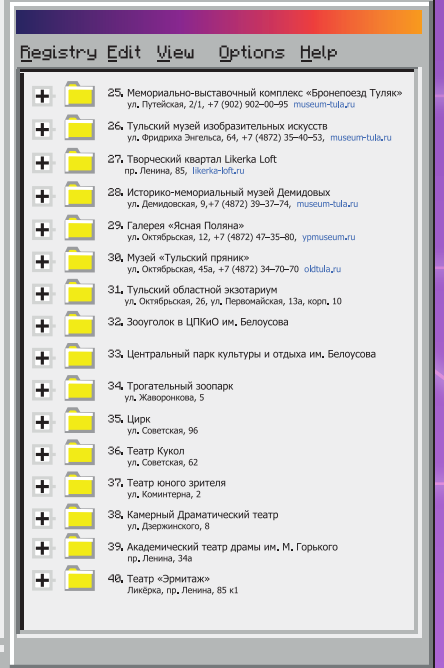 Registry Edit View Options Help
25. Мемориально-выставочный комплекс «Бронепоезд Туляк»
ул. Путейская, 2/1, +7 (902) 902–00–95 museum-tula.ru
26. Тульский музей изобразительных искусств
ул. Фридриха Энгельса, 64, +7 (4872) 35–40–53, museum-tula.ru
27. Творческий квартал Likerka Loft
пр. Ленина, 85, likerka-loft.ru
28. Историко-мемориальный музей Демидовых
ул. Демидовская, 9,+7 (4872) 39–37–74, museum-tula.ru
29. Галерея «Ясная Поляна»
ул. Октябрьская, 12, +7 (4872) 47–35–80, ypmuseum.ru
30. Музей «Тульский пряник»
ул. Октябрьская, 45а, +7 (4872) 34–70–70 oldtula.ru
31. Тульский областной экзотариум
ул. Октябрьская, 26, ул. Первомайская, 13а, корп. 10
32. Зооуголок в ЦПКиО им. Белоусова
33. Центральный парк культуры и отдыха им. Белоусова
34. Трогательный зоопарк
ул. Жаворонкова, 5
35. Цирк
ул. Советская, 96
36. Театр Кукол
ул. Советская, 62
37. Театр юного зрителя
ул. Коминтерна, 2
38. Камерный Драматический театр
ул. Дзержинского, 8
39. Академический театр драмы им. М. Горького
пр. Ленина, 34а
40. Театр «Эрмитаж»
Ликёрка, пр. Ленина, 85 к1